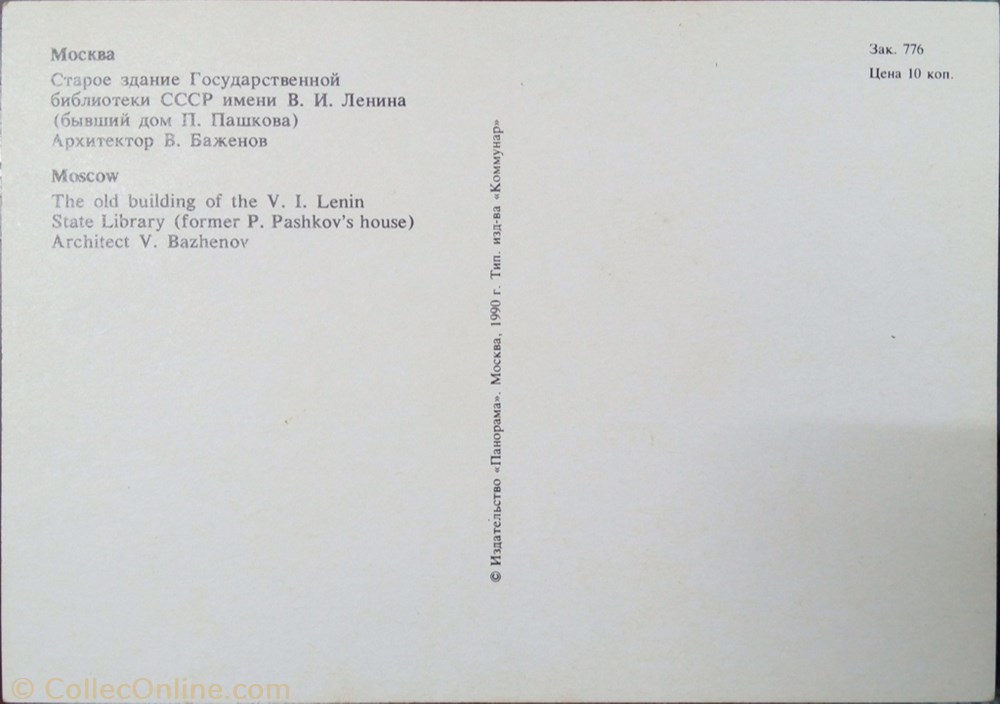 Москва
Старое здание Государственной
библиотеки СССР имени В. И. Ленина
(бывший дом П. Пашкова)
Архитектор В. Баженов
Moscow
The old building of the V. I. Lenin
State Library (former P. Pashkov's house)
Architect V. Bazhenov
© Издательство «Панорама». Москва, 1990 г. Тип. изд-ва «Коммунар»
Зак. 776
Цена 10 коп.
© CollecOnline.com